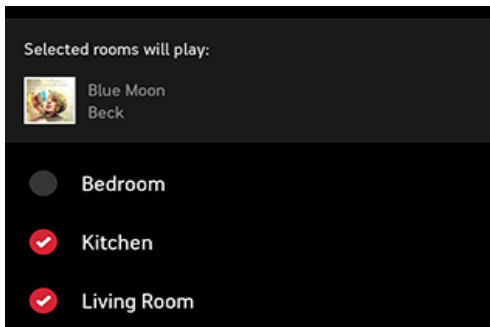 Selected rooms will play:
Blue Moon
Beck
Bedroom
Kitchen
Living Room